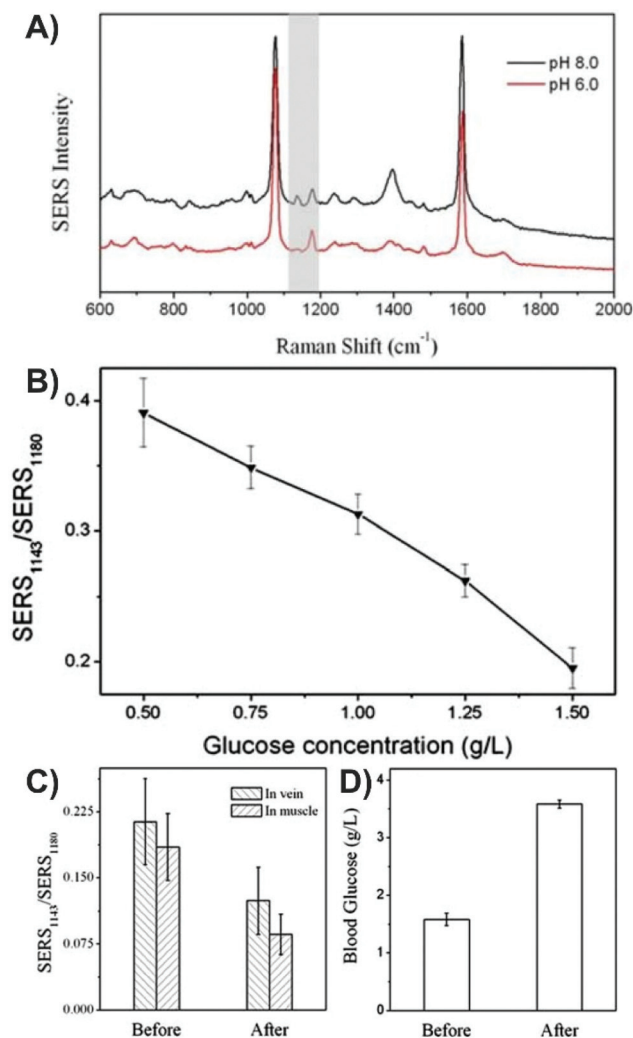 A)
pH 8.0
pH 6.0
SERS Intensity
600 800 1000 1200 1400 1600 1800 2000
Raman Shift (cm⁻¹)
B)
0.4
0.3
0.2
SERS₁₁₄₃/SERS₁₁₈₀
0.50 0.75 1.00 1.25 1.50
Glucose concentration (g/L)
C)
In vein
In muscle
0.225
0.150
0.075
0.000
SERS₁₁₄₃/SERS₁₁₈₀
Before After
D)
4
3
2
1
0
Blood Glucose (g/L)
Before After